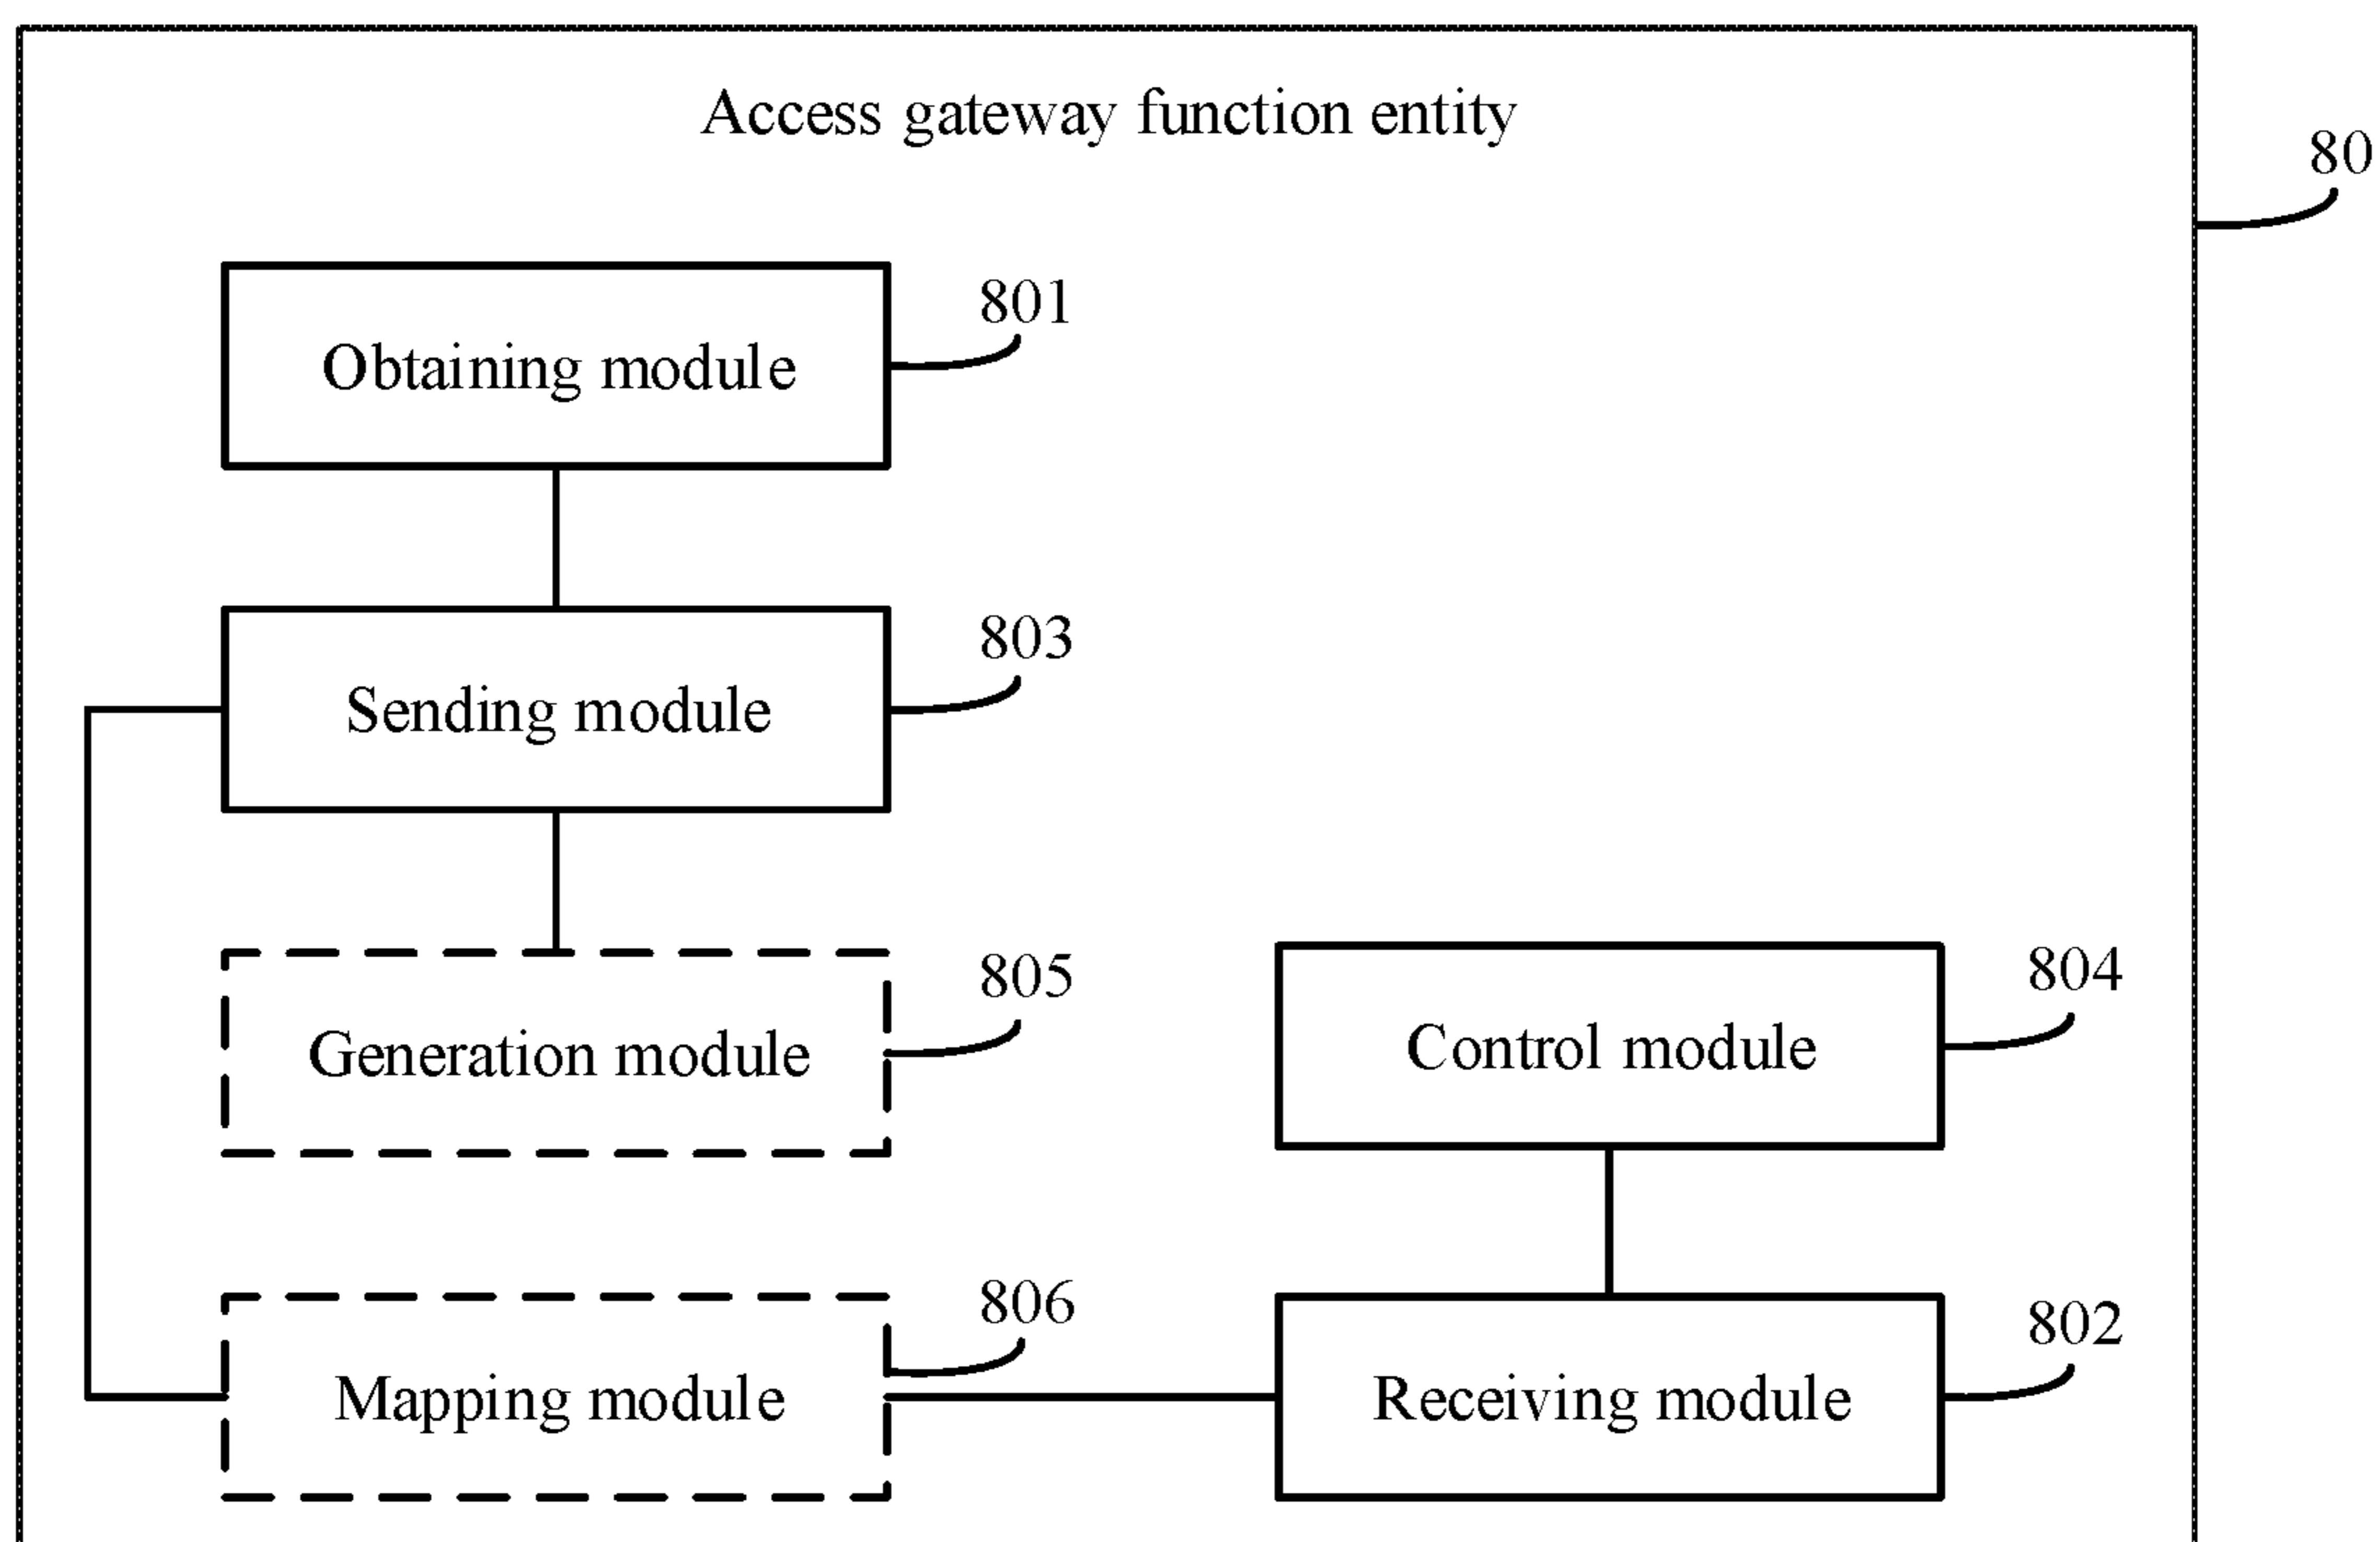 Access gateway function entity
80
801
Obtaining module
803
Sending module
805
Generation module
804
Control module
806
Mapping module
802
Receiving module